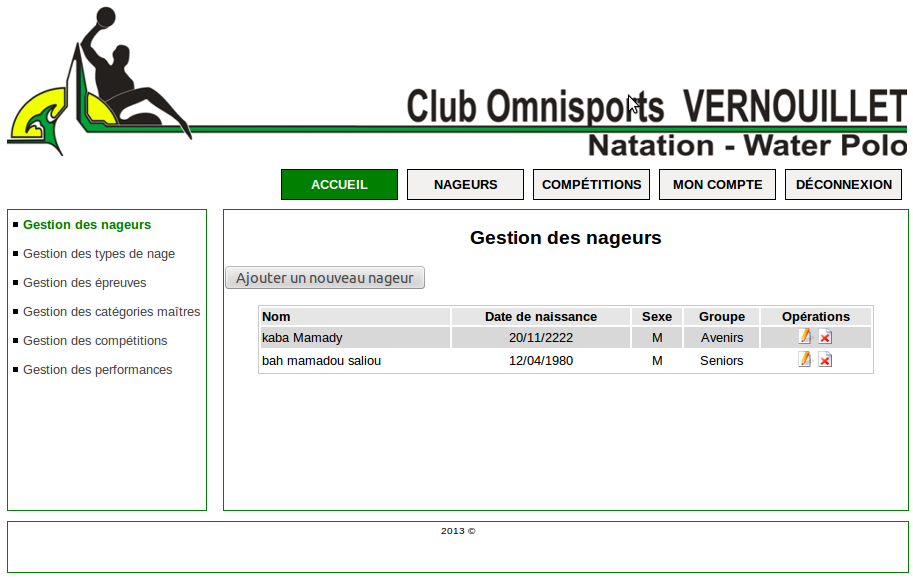 Club Omnisports VERNOUILLET
Natation - Water Polo
ACCUEIL NAGEURS COMPÉTITIONS MON COMPTE DÉCONNEXION
Gestion des nageurs
Gestion des types de nage
Gestion des épreuves
Gestion des catégories maîtres
Gestion des compétitions
Gestion des performances
Gestion des nageurs
Ajouter un nouveau nageur
Nom Date de naissance Sexe Groupe Opérations
kaba Mamady 20/11/2222 M Avenirs
bah mamadou saliou 12/04/1980 M Seniors
2013 ©